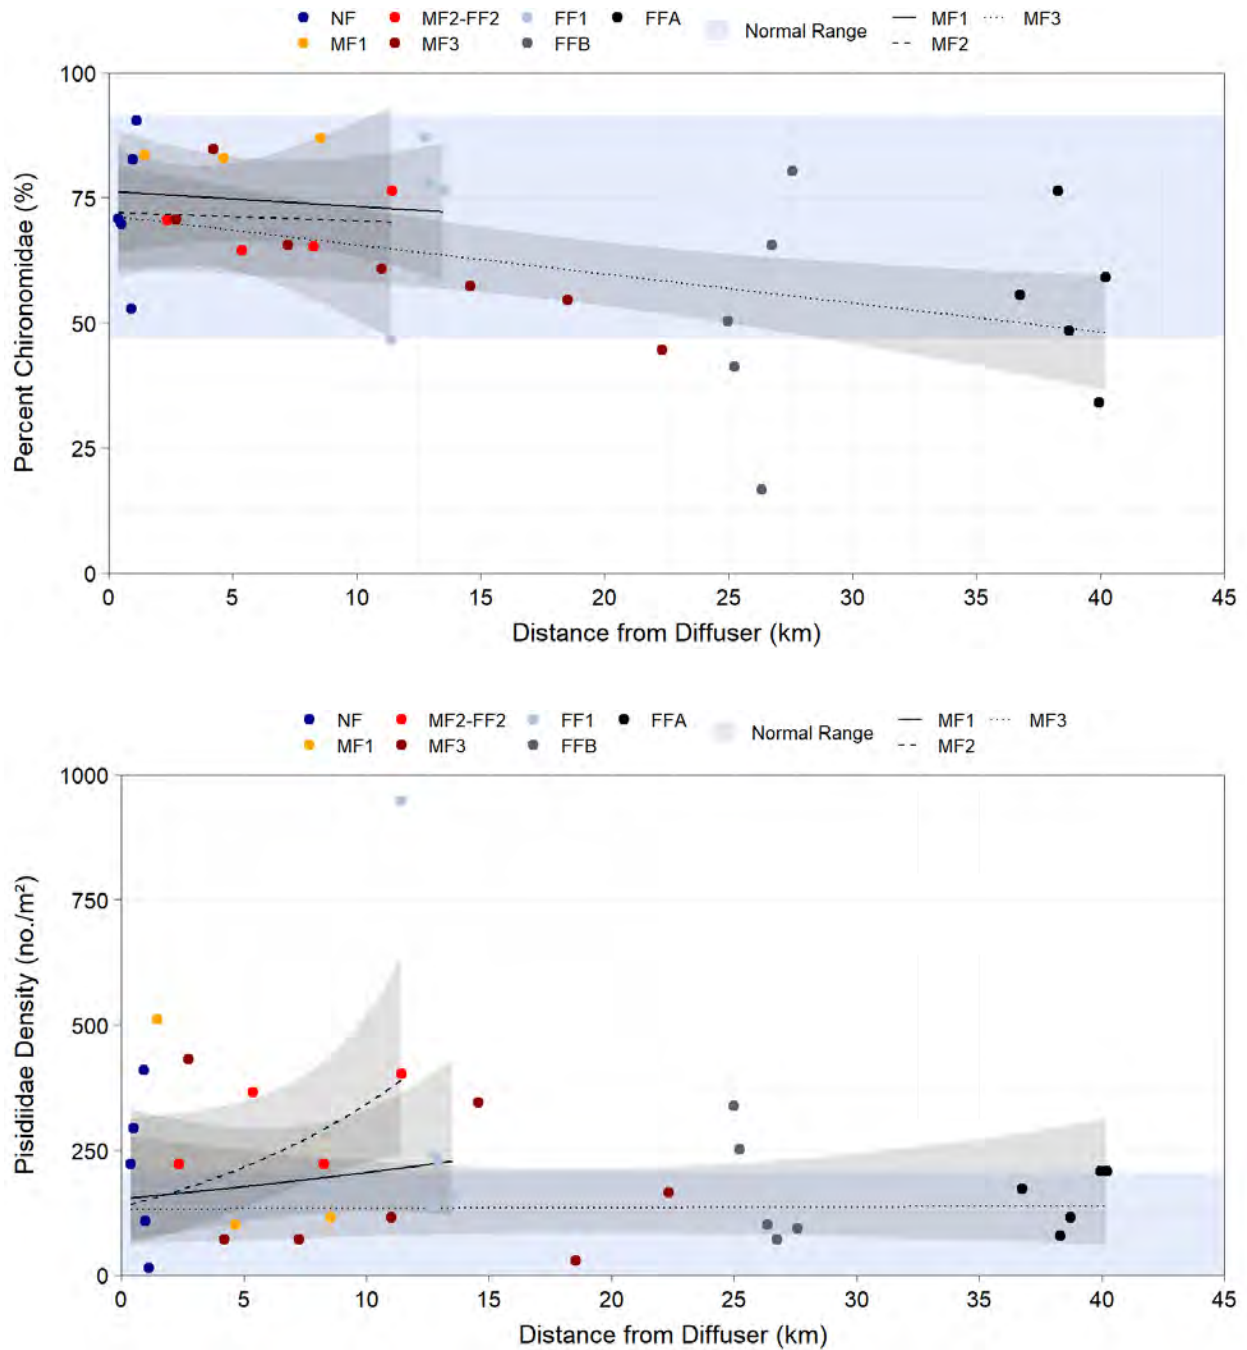 NF MF2-FF2 FF1 FFA Normal Range MF1 MF3
MF1 MF3 FFB MF2
100
75
50
25
0
Percent Chironomidae (%)
0 5 10 15 20 25 30 35 40 45
Distance from Diffuser (km)
NF MF2-FF2 FF1 FFA Normal Range MF1 MF3
MF1 MF3 FFB MF2
1000
750
500
250
0
Pisidiidae Density (no./m²)
0 5 10 15 20 25 30 35 40 45
Distance from Diffuser (km)